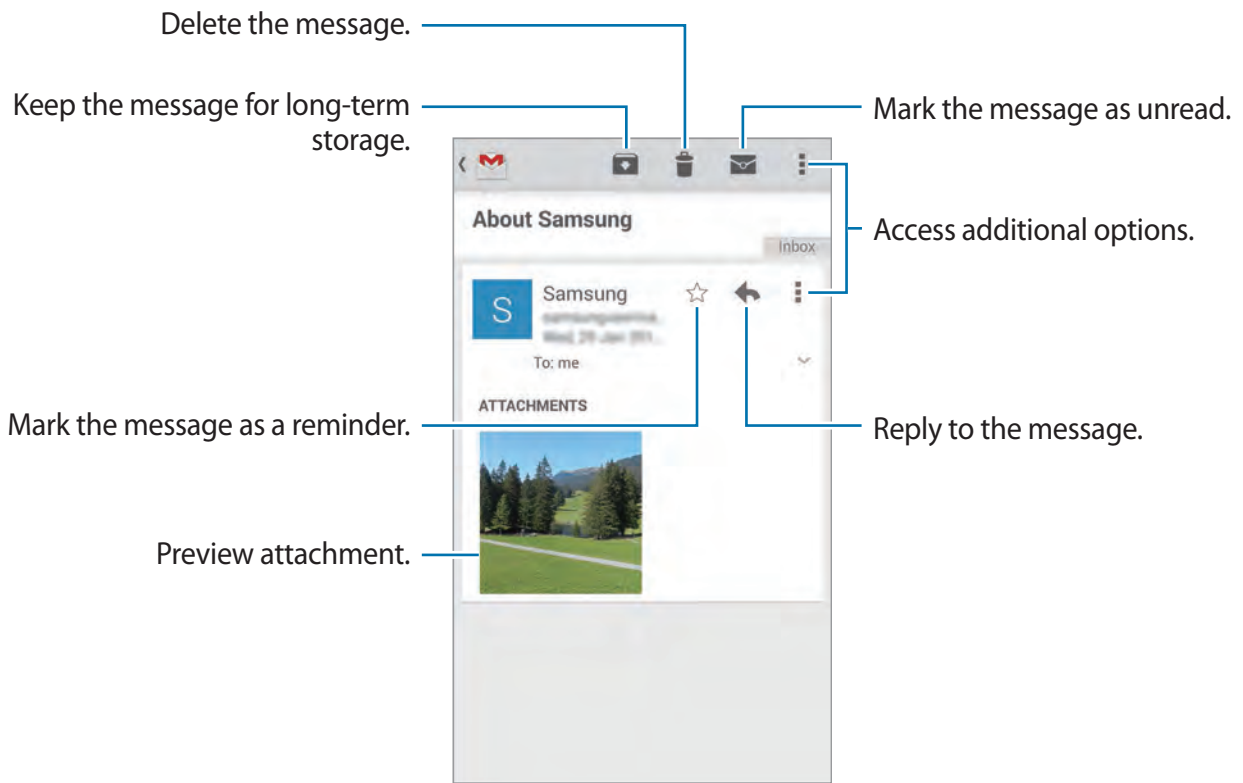 Delete the message.
Keep the message for long-term
storage.
Mark the message as unread.
About Samsung
Inbox
Access additional options.
S
Samsung
To: me
ATTACHMENTS
Mark the message as a reminder.
Reply to the message.
Preview attachment.